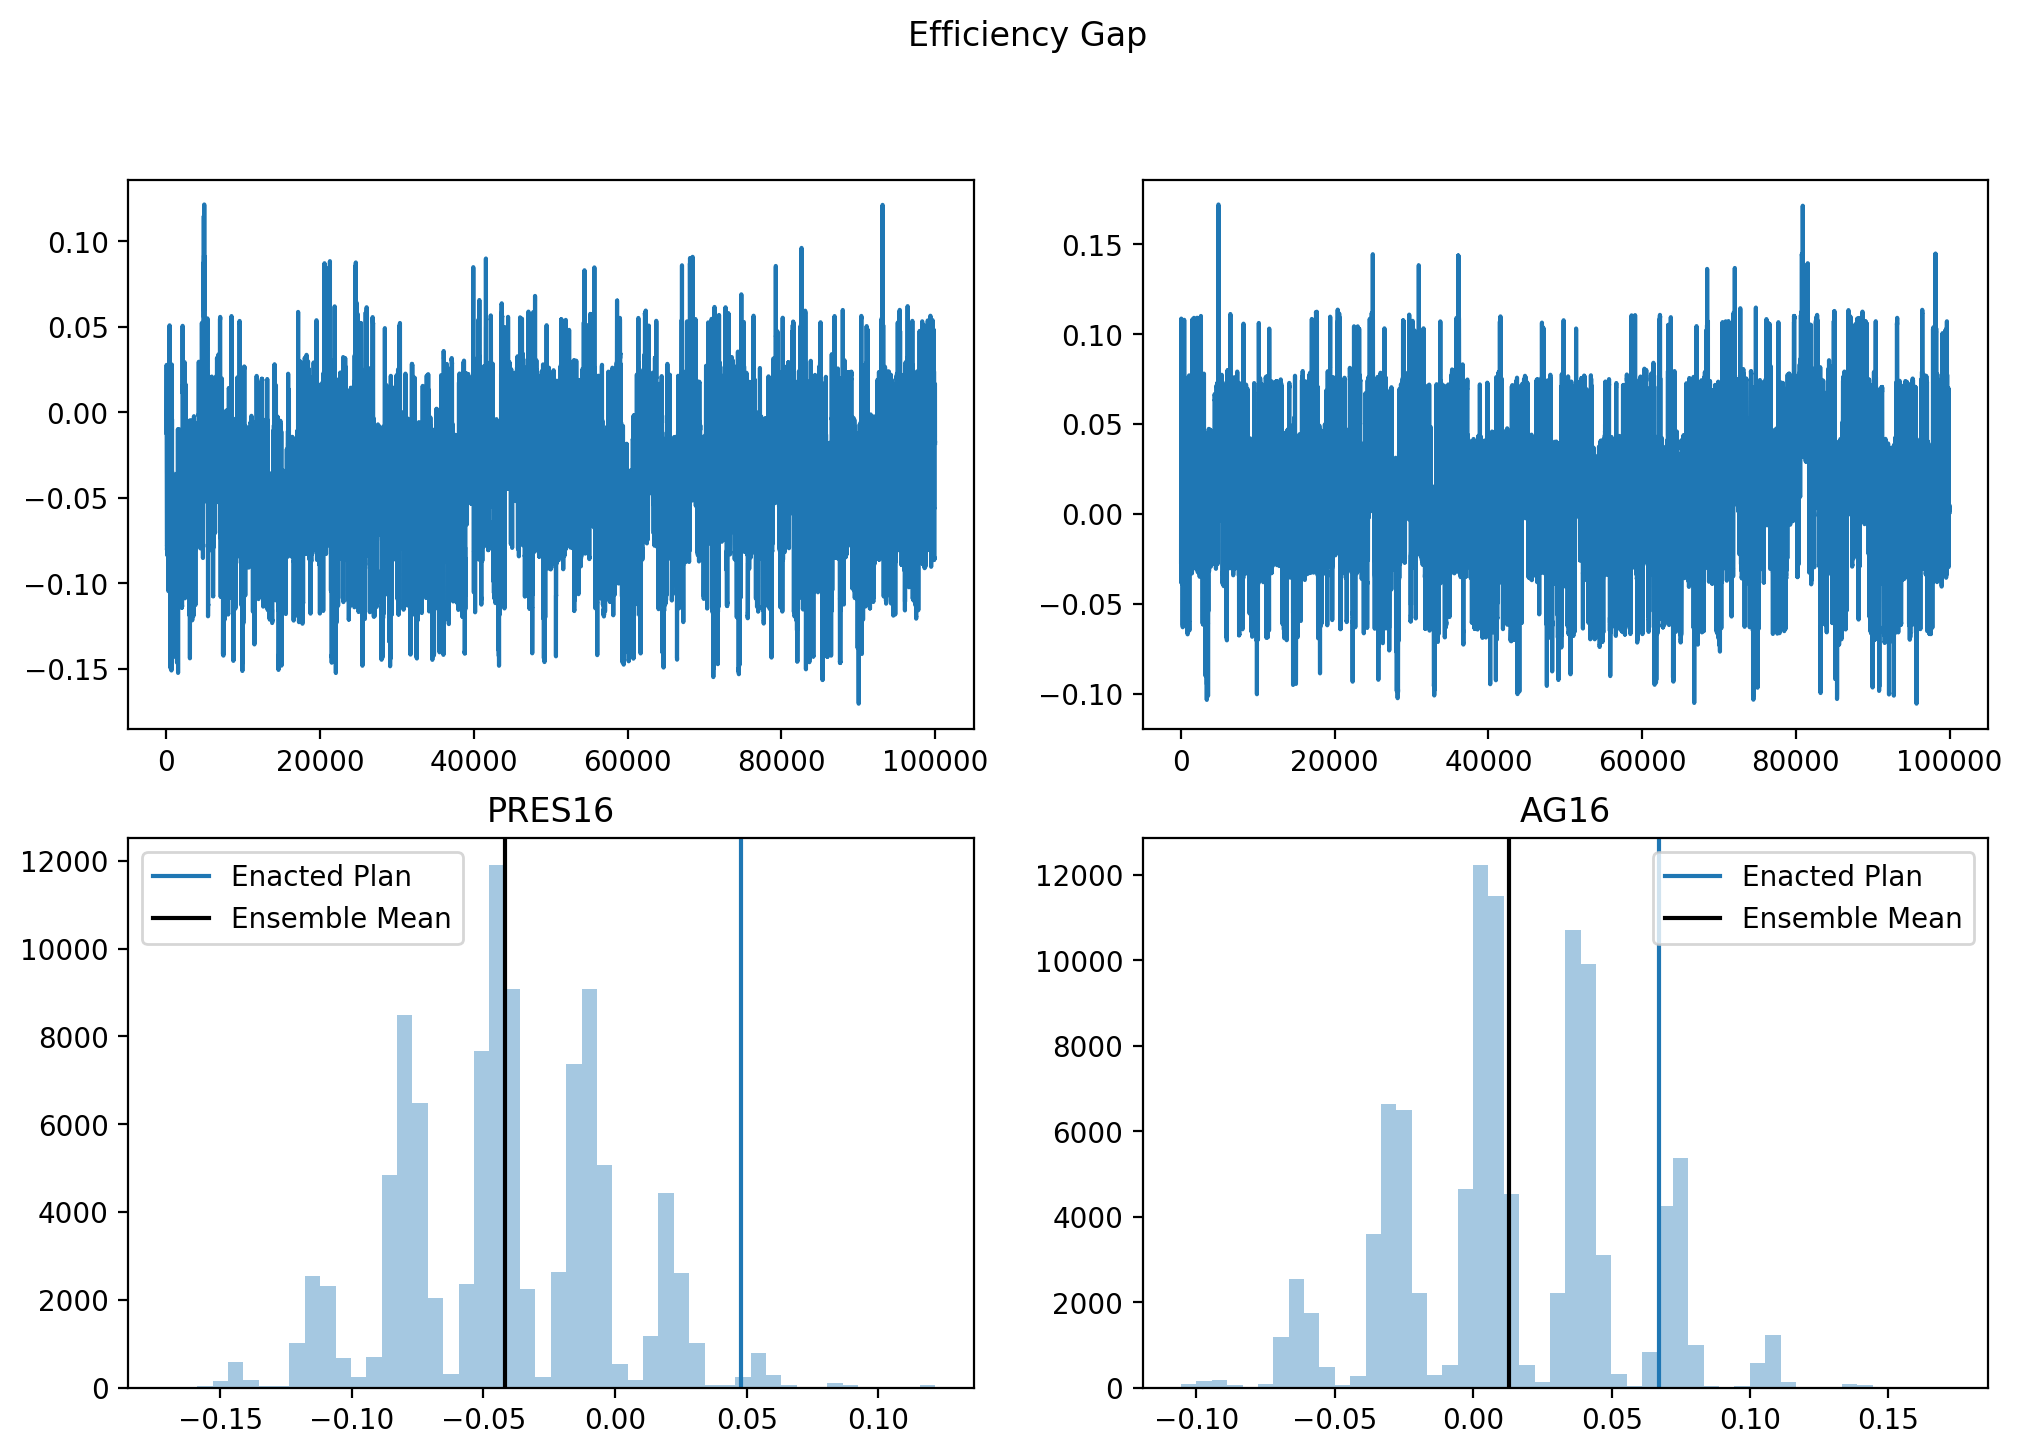 Efficiency Gap
0.10
0.05
0.00
−0.05
−0.10
−0.15
0 20000 40000 60000 80000 100000
0.15
0.10
0.05
0.00
−0.05
−0.10
0 20000 40000 60000 80000 100000
PRES16
12000
10000
8000
6000
4000
2000
0
Enacted Plan
Ensemble Mean
−0.15 −0.10 −0.05 0.00 0.05 0.10
AG16
12000
10000
8000
6000
4000
2000
0
Enacted Plan
Ensemble Mean
−0.10 −0.05 0.00 0.05 0.10 0.15